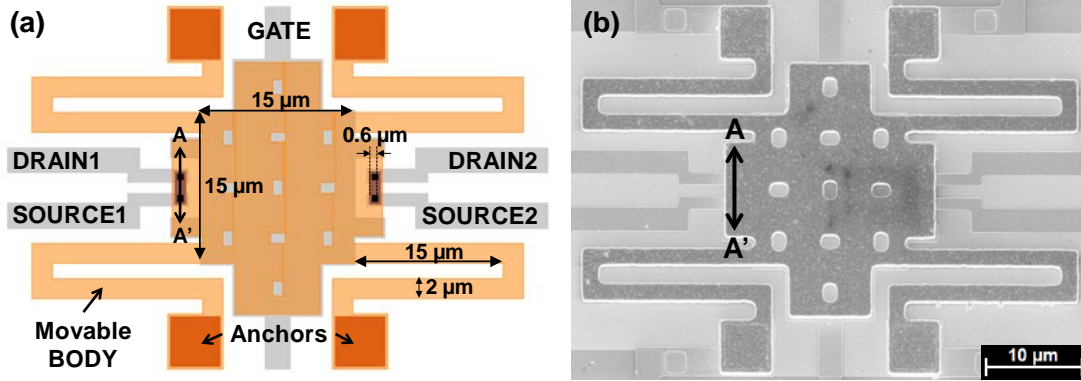 (a)
GATE
15 µm
A
0.6 µm
DRAIN1
DRAIN2
15 µm
SOURCE1
SOURCE2
A’
15 µm
2 µm
Movable
BODY
Anchors
(b)
A
A’
10 µm